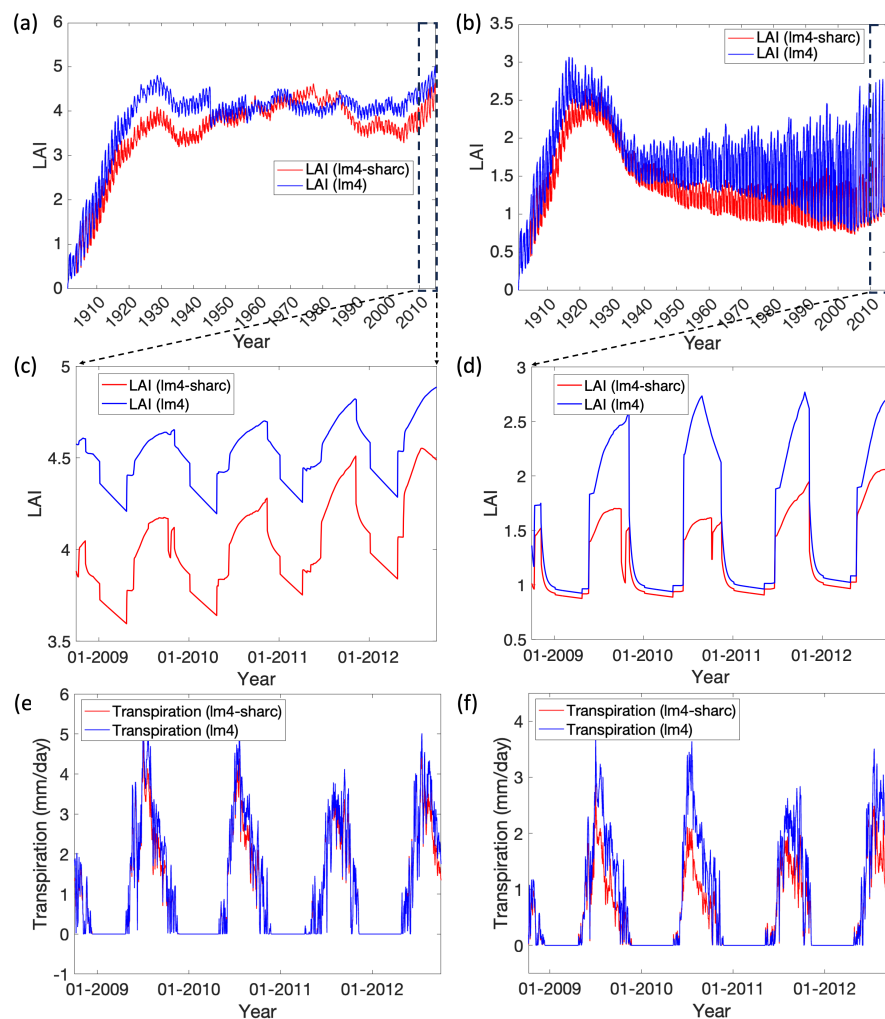 (a)
6
5
4
3
2
1
0
LAI
LAI (lm4-sharc)
LAI (lm4)
1910
1920
1930
1940
1950
1960
1970
1980
1990
2000
2010
Year
(b)
3.5
3
2.5
2
1.5
1
0.5
0
LAI
LAI (lm4-sharc)
LAI (lm4)
1910
1920
1930
1940
1950
1960
1970
1980
1990
2000
2010
Year
(c)
5
4.5
4
3.5
LAI
LAI (lm4-sharc)
LAI (lm4)
01-2009
01-2010
01-2011
01-2012
Year
(d)
3
2.5
2
1.5
1
0.5
LAI
LAI (lm4-sharc)
LAI (lm4)
01-2009
01-2010
01-2011
01-2012
Year
(e)
6
5
4
3
2
1
0
-1
Transpiration (mm/day)
Transpiration (lm4-sharc)
Transpiration (lm4)
01-2009
01-2010
01-2011
01-2012
Year
(f)
4
3
2
1
0
Transpiration (mm/day)
Transpiration (lm4-sharc)
Transpiration (lm4)
01-2009
01-2010
01-2011
01-2012
Year